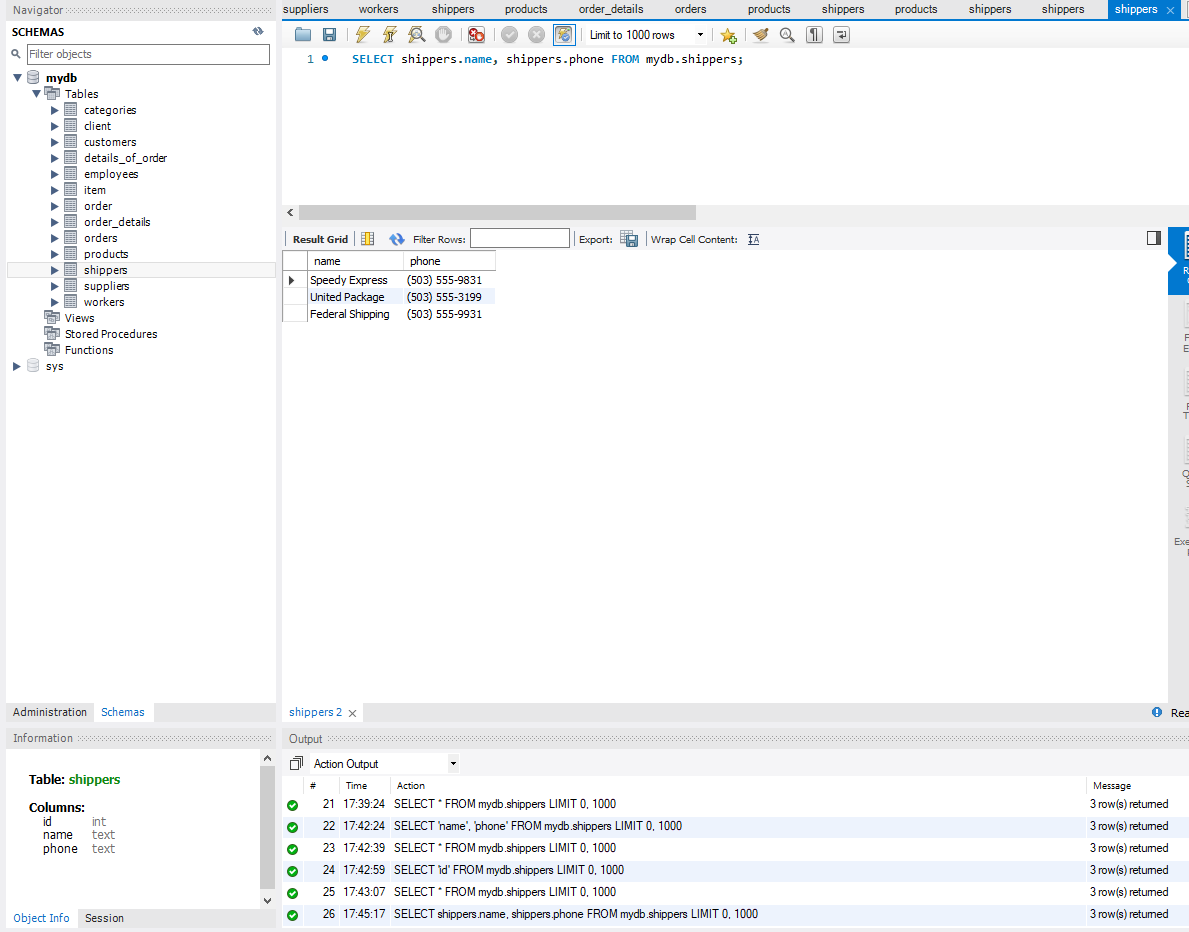 Navigator
SCHEMAS
Filter objects
mydb
Tables
categories
client
customers
details_of_order
employees
item
order
order_details
orders
products
shippers
suppliers
workers
Views
Stored Procedures
Functions
sys
Administration Schemas
Information
Table: shippers
Columns:
id int
name text
phone text
Object Info Session
suppliers workers shippers products order_details orders products shippers products shippers shippers shippers
Limit to 1000 rows
1 SELECT shippers.name, shippers.phone FROM mydb.shippers;
Result Grid Filter Rows: Export: Wrap Cell Content: IA
name phone
Speedy Express (503) 555-9831
United Package (503) 555-3199
Federal Shipping (503) 555-9931
shippers 2
Rea
Output
Action Output
# Time Action Message
21 17:39:24 SELECT * FROM mydb.shippers LIMIT 0, 1000 3 row(s) returned
22 17:42:24 SELECT 'name', 'phone' FROM mydb.shippers LIMIT 0, 1000 3 row(s) returned
23 17:42:39 SELECT * FROM mydb.shippers LIMIT 0, 1000 3 row(s) returned
24 17:42:59 SELECT 'id' FROM mydb.shippers LIMIT 0, 1000 3 row(s) returned
25 17:43:07 SELECT * FROM mydb.shippers LIMIT 0, 1000 3 row(s) returned
26 17:45:17 SELECT shippers.name, shippers.phone FROM mydb.shippers LIMIT 0, 1000 3 row(s) returned